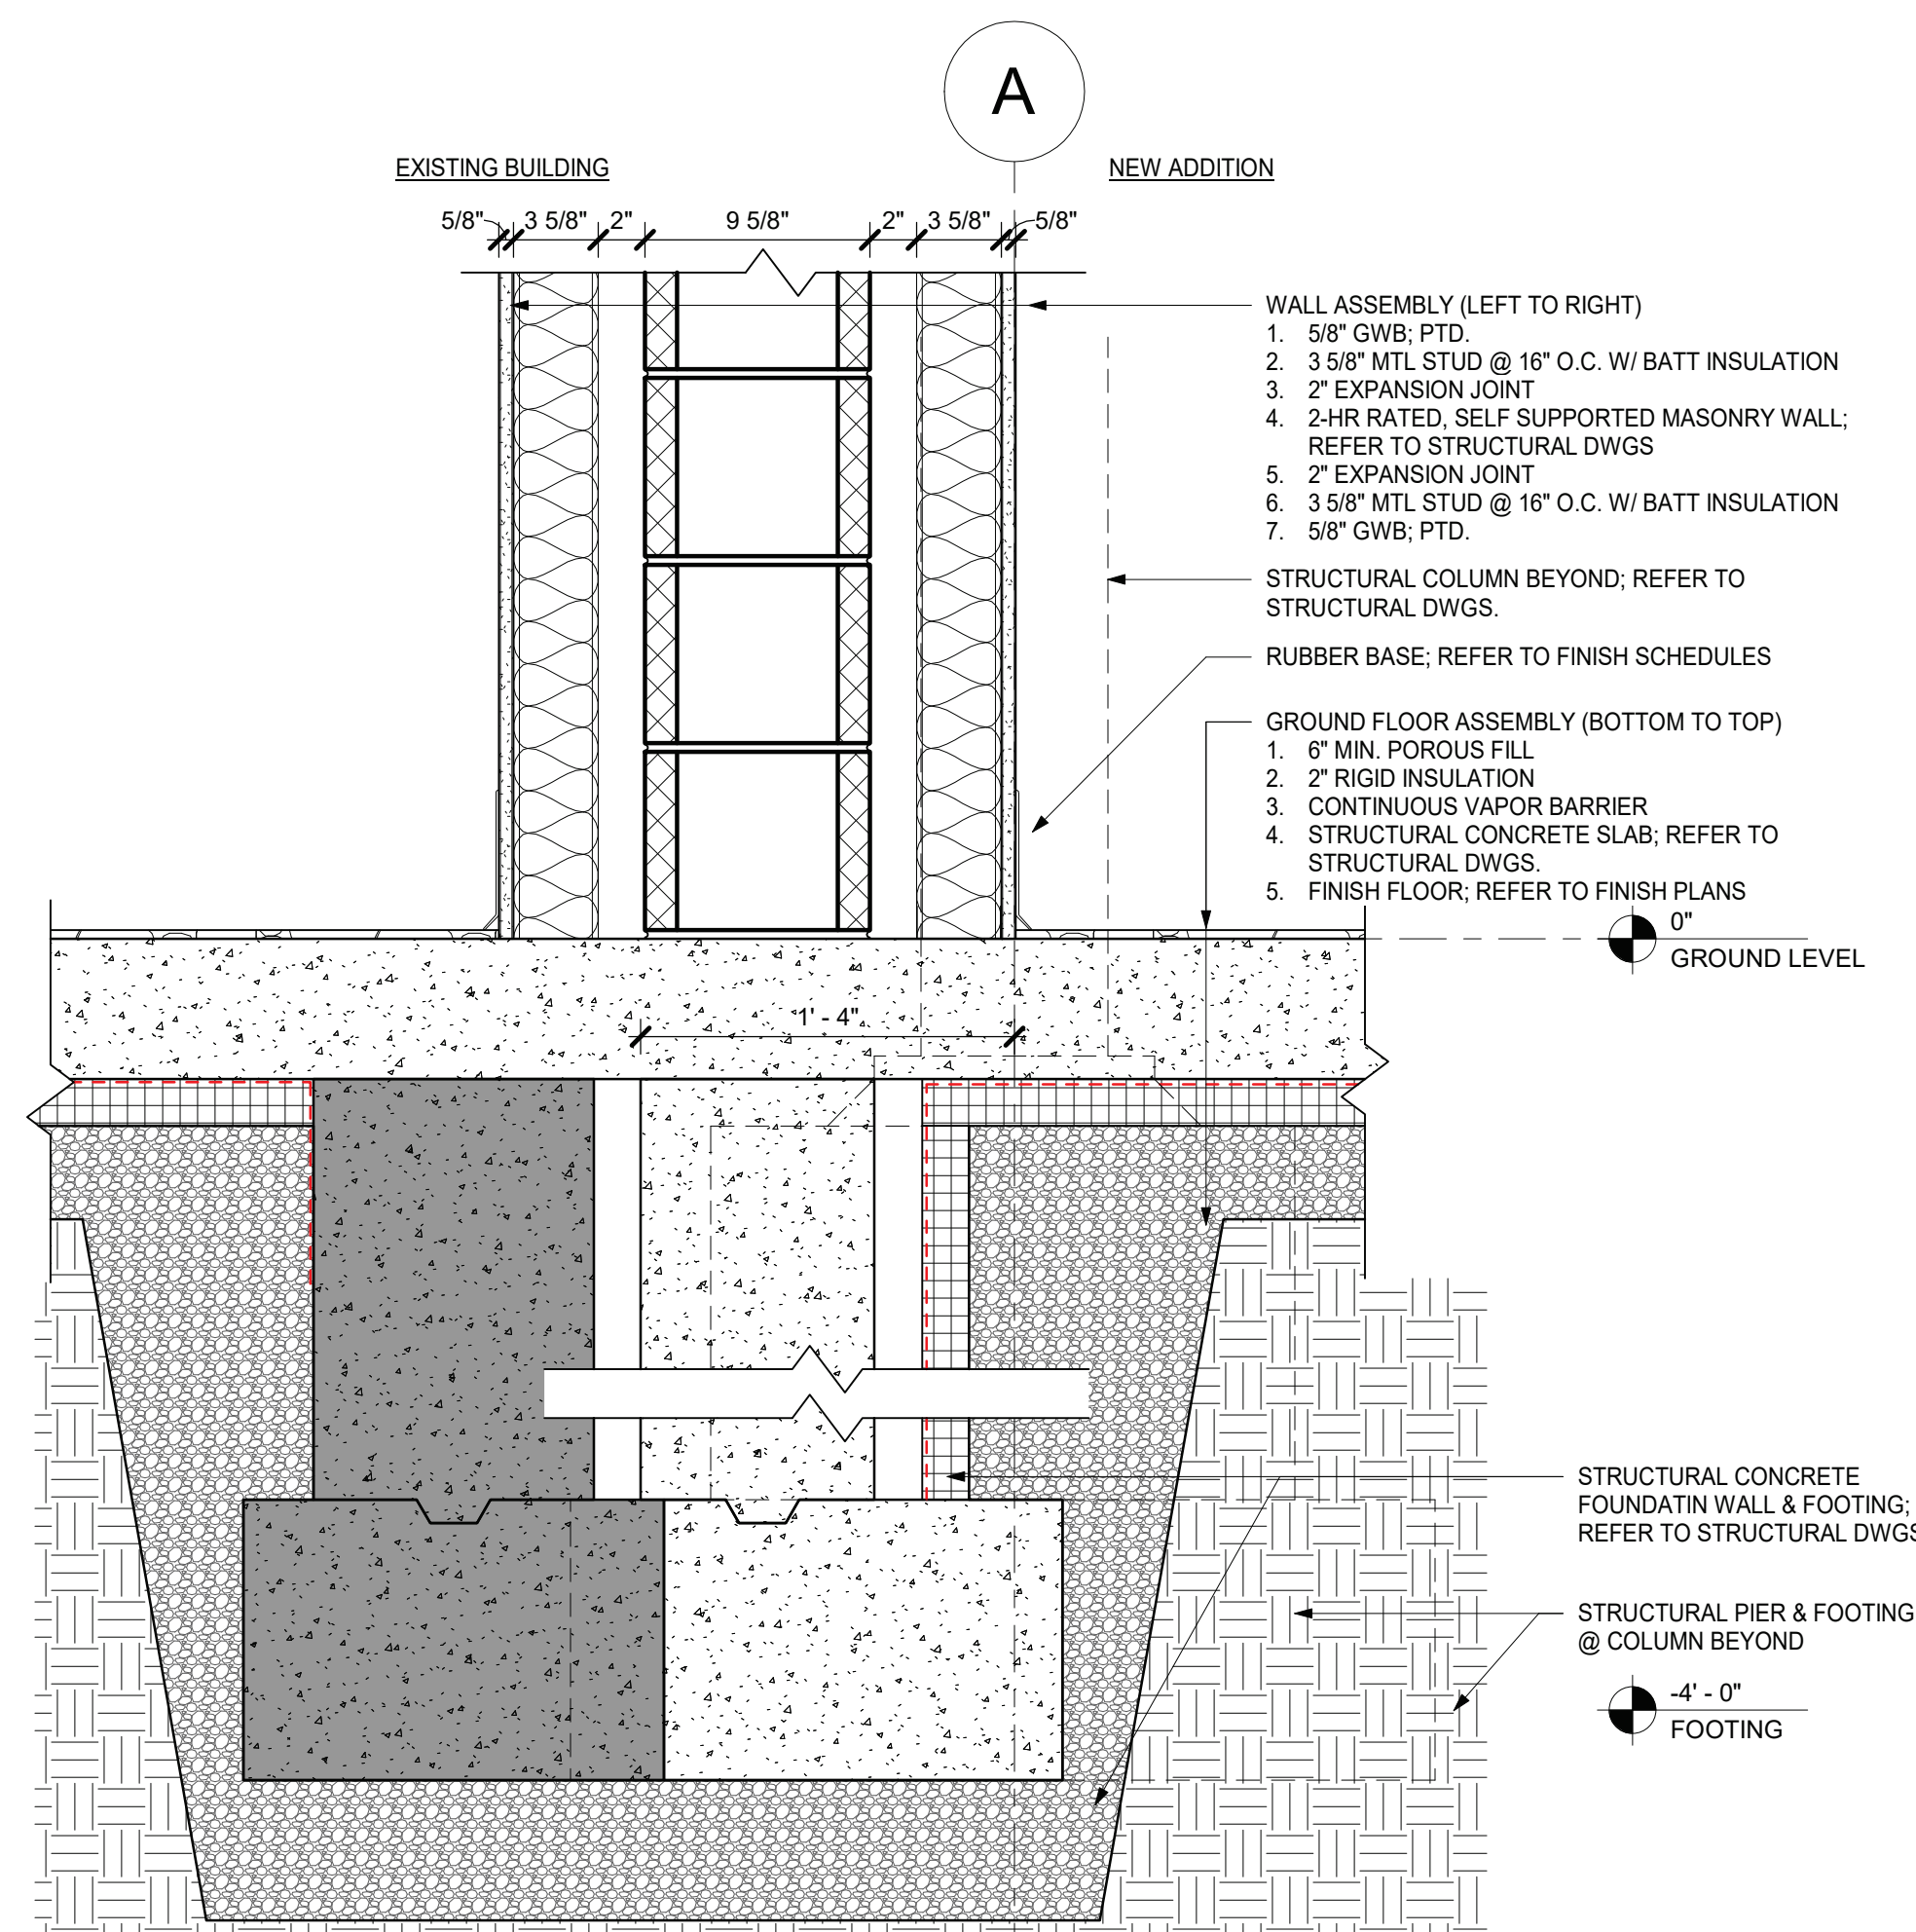 A
EXISTING BUILDING
NEW ADDITION
5/8" 3 5/8" 2" 9 5/8" 2" 3 5/8" 5/8"
WALL ASSEMBLY (LEFT TO RIGHT)
1. 5/8" GWB; PTD.
2. 3 5/8" MTL STUD @ 16" O.C. W/ BATT INSULATION
3. 2" EXPANSION JOINT
4. 2-HR RATED, SELF SUPPORTED MASONRY WALL;
REFER TO STRUCTURAL DWGS
5. 2" EXPANSION JOINT
6. 3 5/8" MTL STUD @ 16" O.C. W/ BATT INSULATION
7. 5/8" GWB; PTD.
STRUCTURAL COLUMN BEYOND; REFER TO
STRUCTURAL DWGS.
RUBBER BASE; REFER TO FINISH SCHEDULES
GROUND FLOOR ASSEMBLY (BOTTOM TO TOP)
1. 6" MIN. POROUS FILL
2. 2" RIGID INSULATION
3. CONTINUOUS VAPOR BARRIER
4. STRUCTURAL CONCRETE SLAB; REFER TO
STRUCTURAL DWGS.
5. FINISH FLOOR; REFER TO FINISH PLANS
0"
GROUND LEVEL
1' - 4"
STRUCTURAL CONCRETE
FOUNDATIN WALL & FOOTING;
REFER TO STRUCTURAL DWGS
STRUCTURAL PIER & FOOTING
@ COLUMN BEYOND
-4' - 0"
FOOTING